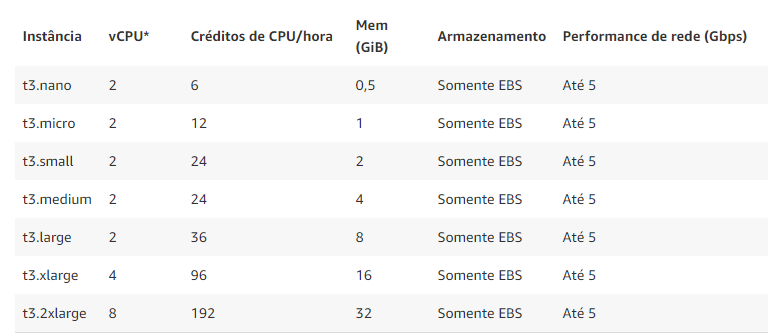 Instância vCPU* Créditos de CPU/hora Mem (GiB) Armazenamento Performance de rede (Gbps)
t3.nano 2 6 0,5 Somente EBS Até 5
t3.micro 2 12 1 Somente EBS Até 5
t3.small 2 24 2 Somente EBS Até 5
t3.medium 2 24 4 Somente EBS Até 5
t3.large 2 36 8 Somente EBS Até 5
t3.xlarge 4 96 16 Somente EBS Até 5
t3.2xlarge 8 192 32 Somente EBS Até 5